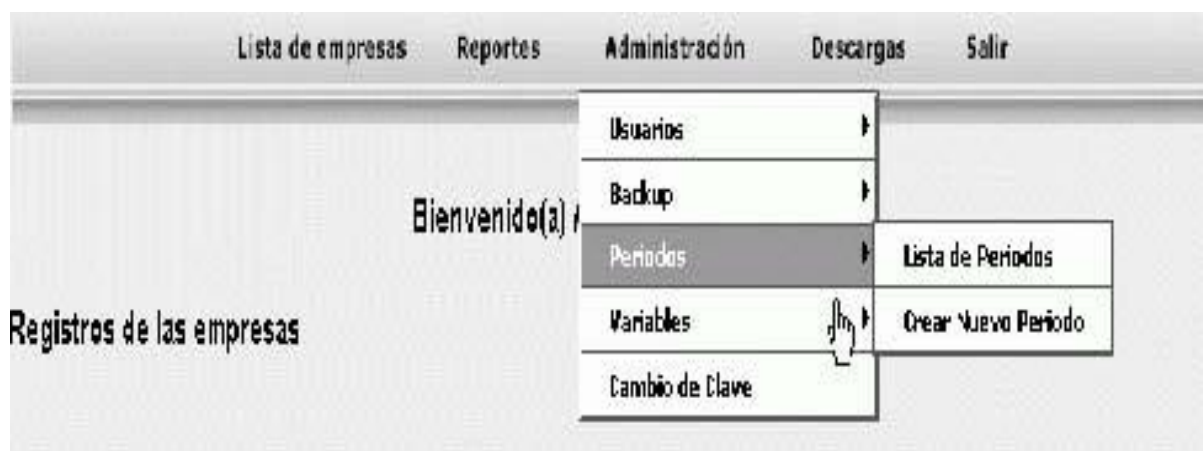 Lista de empresas Reportes Administración Descargas Salir
Usuarios
Backup
Bienvenido(a)
Periodos
Lista de Periodos
Variables
Crear Nuevo Periodo
Registros de las empresas
Cambio de Clave